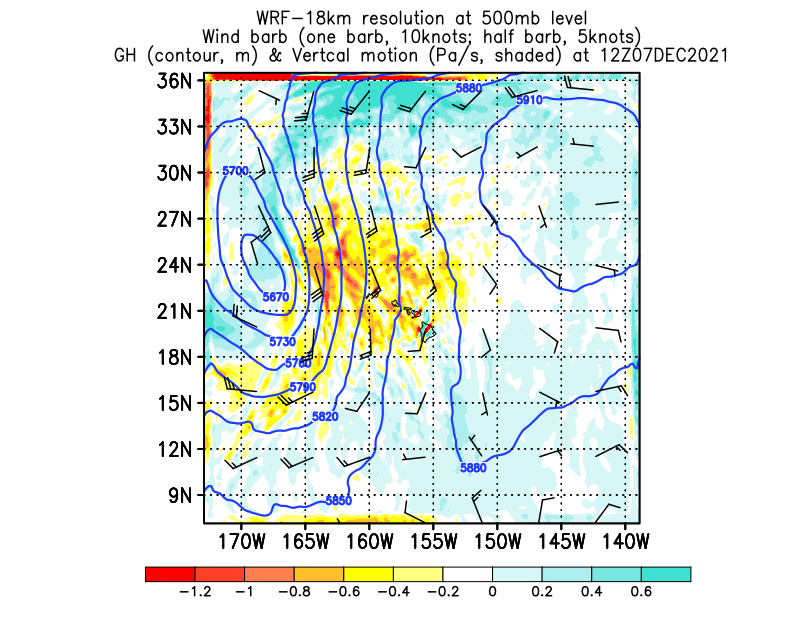 WRF-18km resolution at 500mb level
Wind barb (one barb, 10knots; half barb, 5knots)
GH (contour, m) & Vertcal motion (Pa/s, shaded) at 12Z07DEC2021
36N
5880
5910
33N
30N
5700
27N
24N
5670
21N
5730
18N
5760
5790
15N
5820
12N
5880
9N
5850
170W 165W 160W 155W 150W 145W 140W
-1.2 -1 -0.8 -0.6 -0.4 -0.2 0 0.2 0.4 0.6